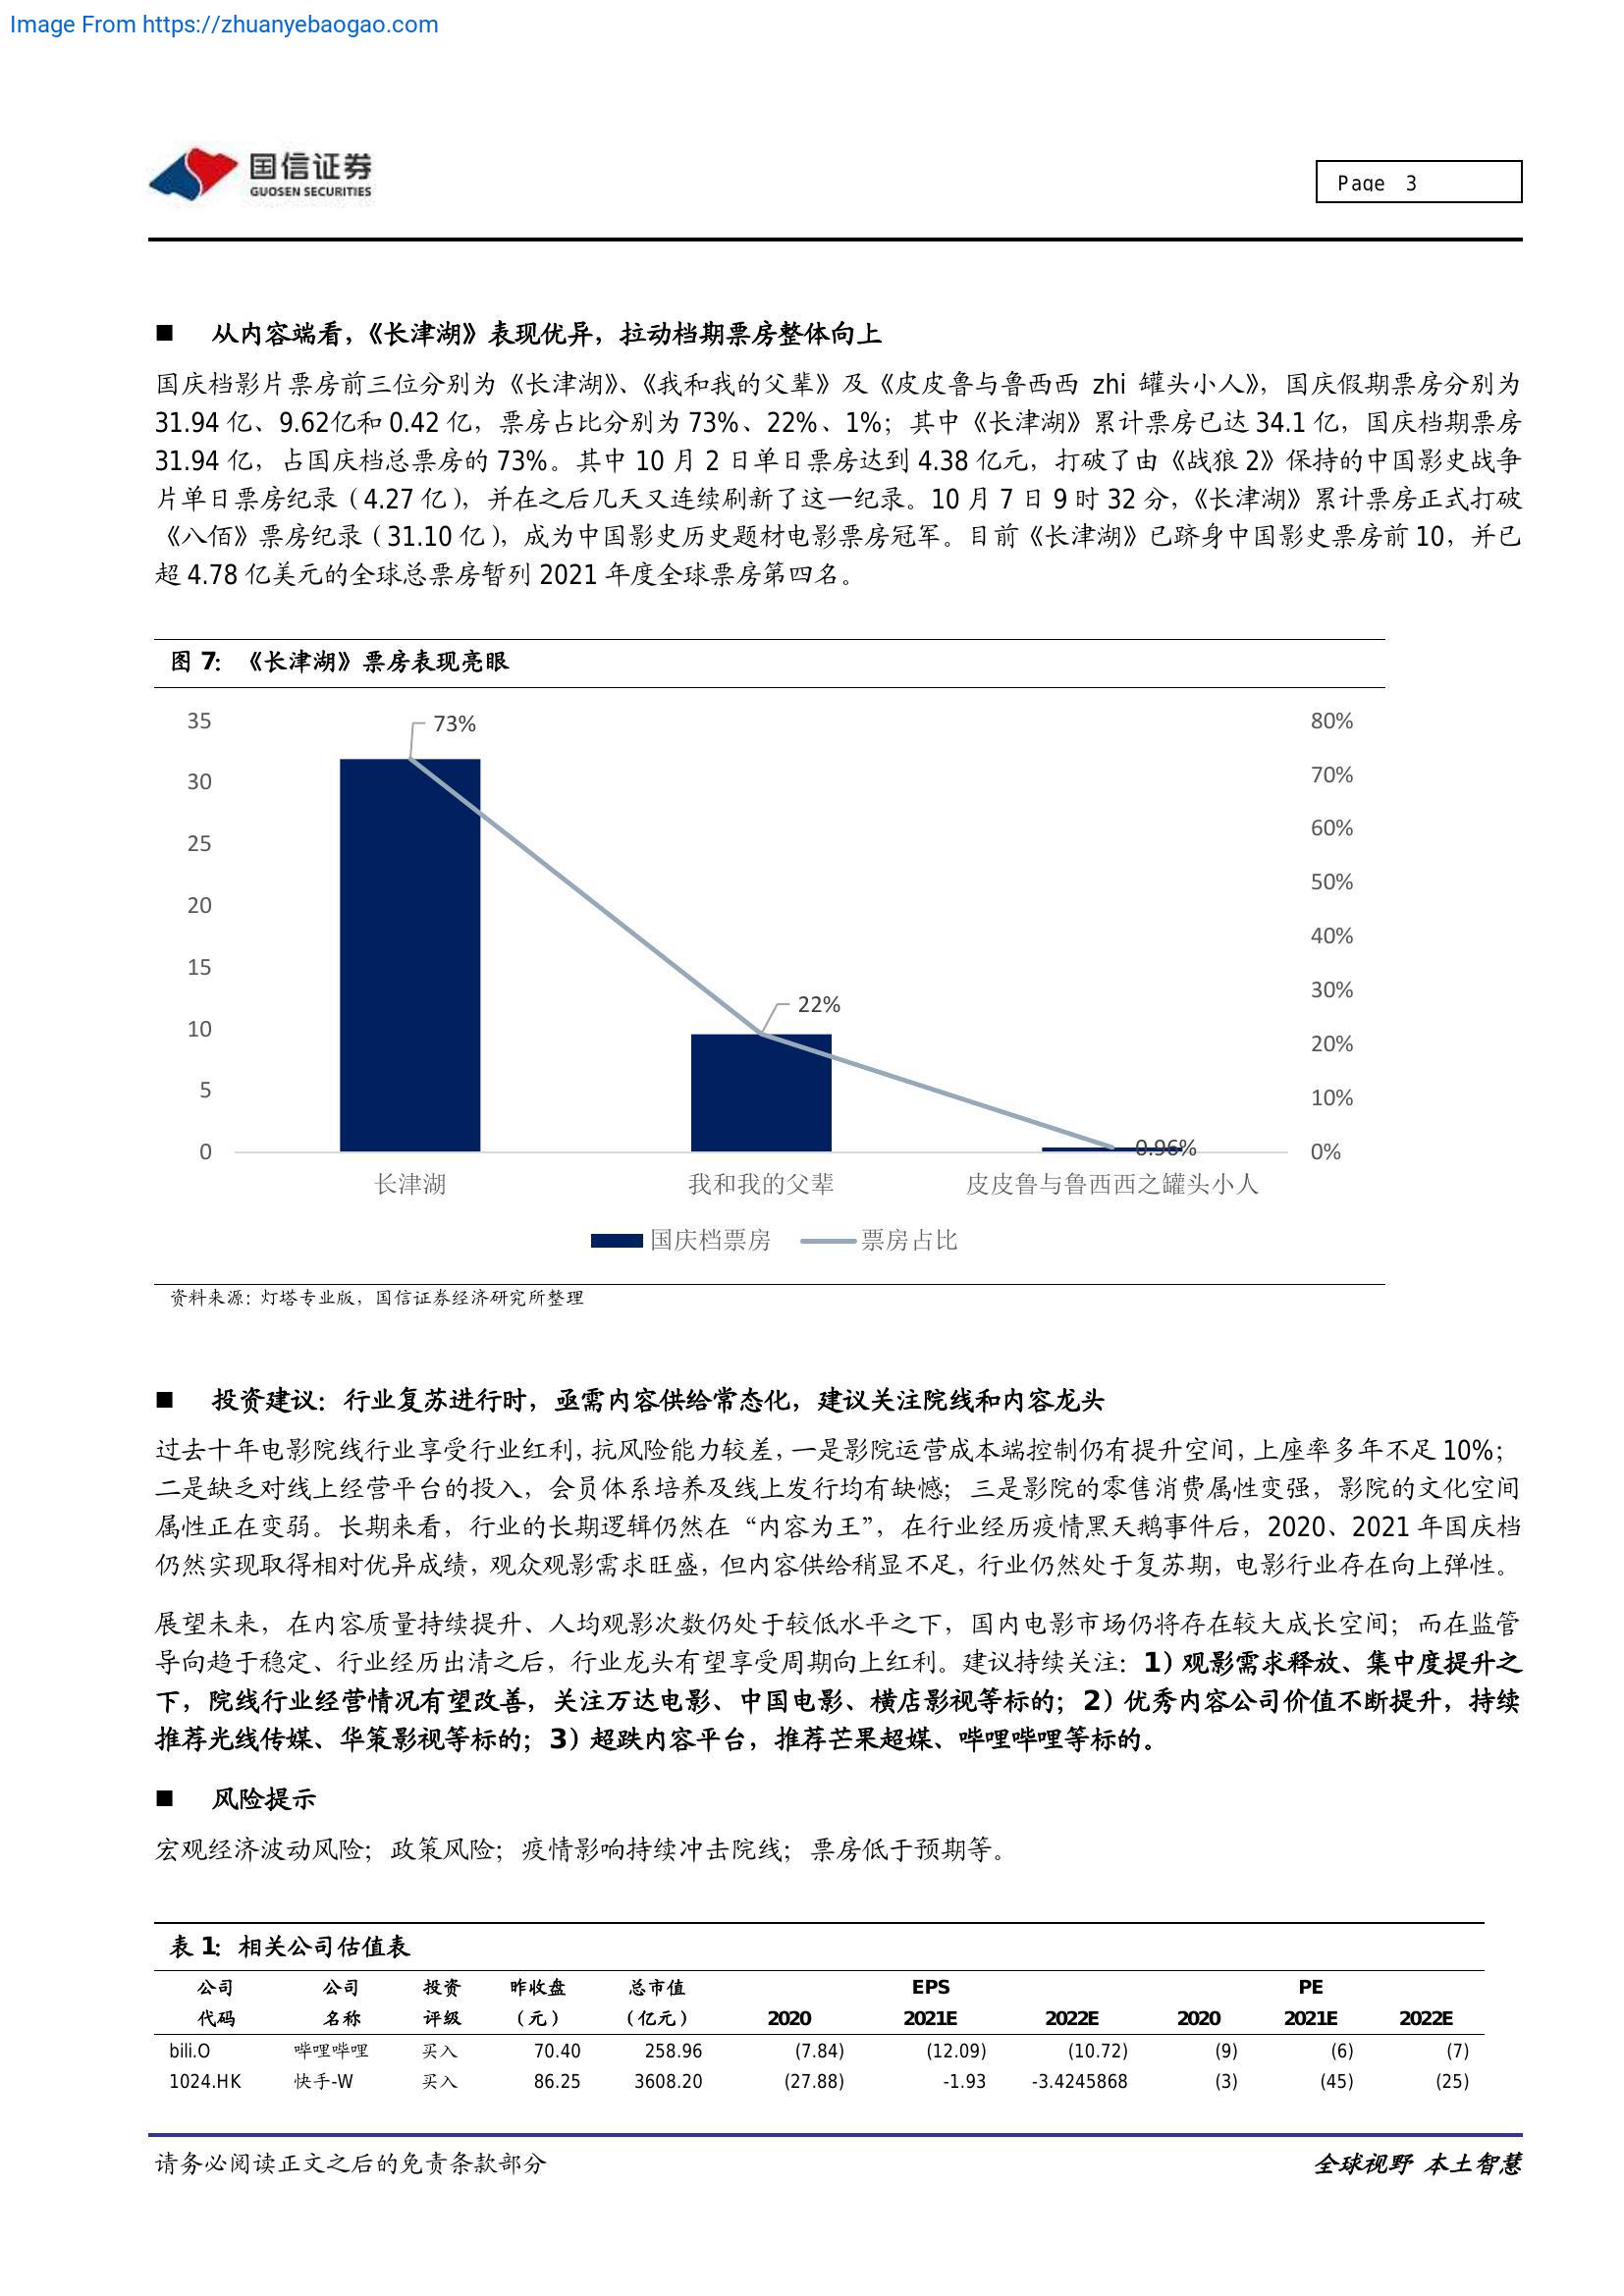 Image From https://zhuanyebaogao.com
国信证券
GUOSEN SECURITIES
Page 3
■ 从内容端看，《长津湖》表现优异，拉动档期票房整体向上
国庆档影片票房前三位分别为《长津湖》、《我和我的父辈》及《皮皮鲁与鲁西西 zhi 罐头小人》，国庆假期票房分别为
31.94 亿、9.62亿和 0.42 亿，票房占比分别为 73%、22%、1%；其中《长津湖》累计票房已达 34.1 亿，国庆档期票房
31.94 亿，占国庆档总票房的 73%。其中 10 月 2 日单日票房达到 4.38 亿元，打破了由《战狼 2》保持的中国影史战争
片单日票房纪录（4.27 亿），并在之后几天又连续刷新了这一纪录。10 月 7 日 9 时 32 分，《长津湖》累计票房正式打破
《八佰》票房纪录（31.10 亿），成为中国影史历史题材电影票房冠军。目前《长津湖》已跻身中国影史票房前 10，并已
超 4.78 亿美元的全球总票房暂列 2021 年度全球票房第四名。
图 7：《长津湖》票房表现亮眼
35
30
25
20
15
10
5
0
73%
22%
0.96%
80%
70%
60%
50%
40%
30%
20%
10%
0%
长津湖 我和我的父辈 皮皮鲁与鲁西西之罐头小人
国庆档票房 票房占比
资料来源：灯塔专业版，国信证券经济研究所整理
■ 投资建议：行业复苏进行时，亟需内容供给常态化，建议关注院线和内容龙头
过去十年电影院线行业享受行业红利，抗风险能力较差，一是影院运营成本端控制仍有提升空间，上座率多年不足 10%；
二是缺乏对线上经营平台的投入，会员体系培养及线上发行均有缺憾；三是影院的零售消费属性变强，影院的文化空间
属性正在变弱。长期来看，行业的长期逻辑仍然在“内容为王”，在行业经历疫情黑天鹅事件后，2020、2021 年国庆档
仍然实现取得相对优异成绩，观众观影需求旺盛，但内容供给稍显不足，行业仍然处于复苏期，电影行业存在向上弹性。
展望未来，在内容质量持续提升、人均观影次数仍处于较低水平之下，国内电影市场仍将存在较大成长空间；而在监管
导向趋于稳定、行业经历出清之后，行业龙头有望享受周期向上红利。建议持续关注：1）观影需求释放、集中度提升之
下，院线行业经营情况有望改善，关注万达电影、中国电影、横店影视等标的；2）优秀内容公司价值不断提升，持续
推荐光线传媒、华策影视等标的；3）超跌内容平台，推荐芒果超媒、哔哩哔哩等标的。
■ 风险提示
宏观经济波动风险；政策风险；疫情影响持续冲击院线；票房低于预期等。
表 1：相关公司估值表
公司 公司 投资 昨收盘 总市值 EPS PE
代码 名称 评级 （元） （亿元） 2020 2021E 2022E 2020 2021E 2022E
bili.O 哔哩哔哩 买入 70.40 258.96 (7.84) (12.09) (10.72) (9) (6) (7)
1024.HK 快手-W 买入 86.25 3608.20 (27.88) -1.93 -3.4245868 (3) (45) (25)
请务必阅读正文之后的免责条款部分 全球视野 本土智慧